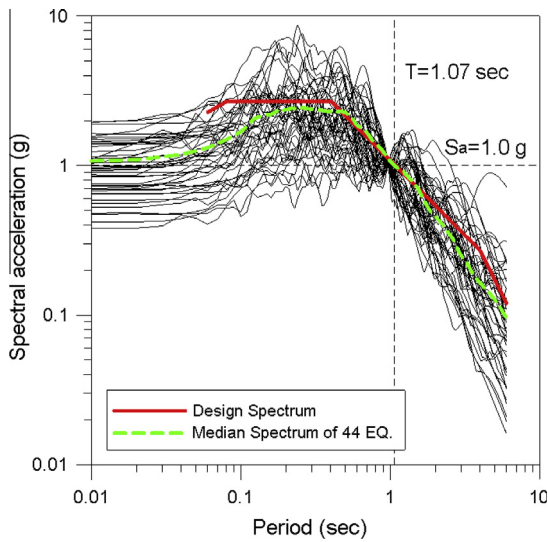 10
T=1.07 sec
Sa=1.0 g
1
Spectral acceleration (g)
0.1
Design Spectrum
Median Spectrum of 44 EQ.
0.01
0.01 0.1 1 10
Period (sec)